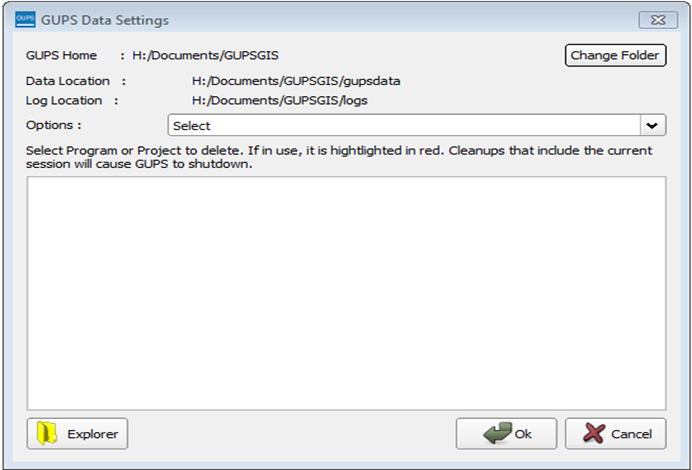 GUPS GUPS Data Settings
GUPS Home : H:/Documents/GUPSGIS Change Folder
Data Location : H:/Documents/GUPSGIS/gupsdata
Log Location : H:/Documents/GUPSGIS/logs
Options : Select
Select Program or Project to delete. If in use, it is hightlighted in red. Cleanups that include the current
session will cause GUPS to shutdown.
Explorer Ok Cancel